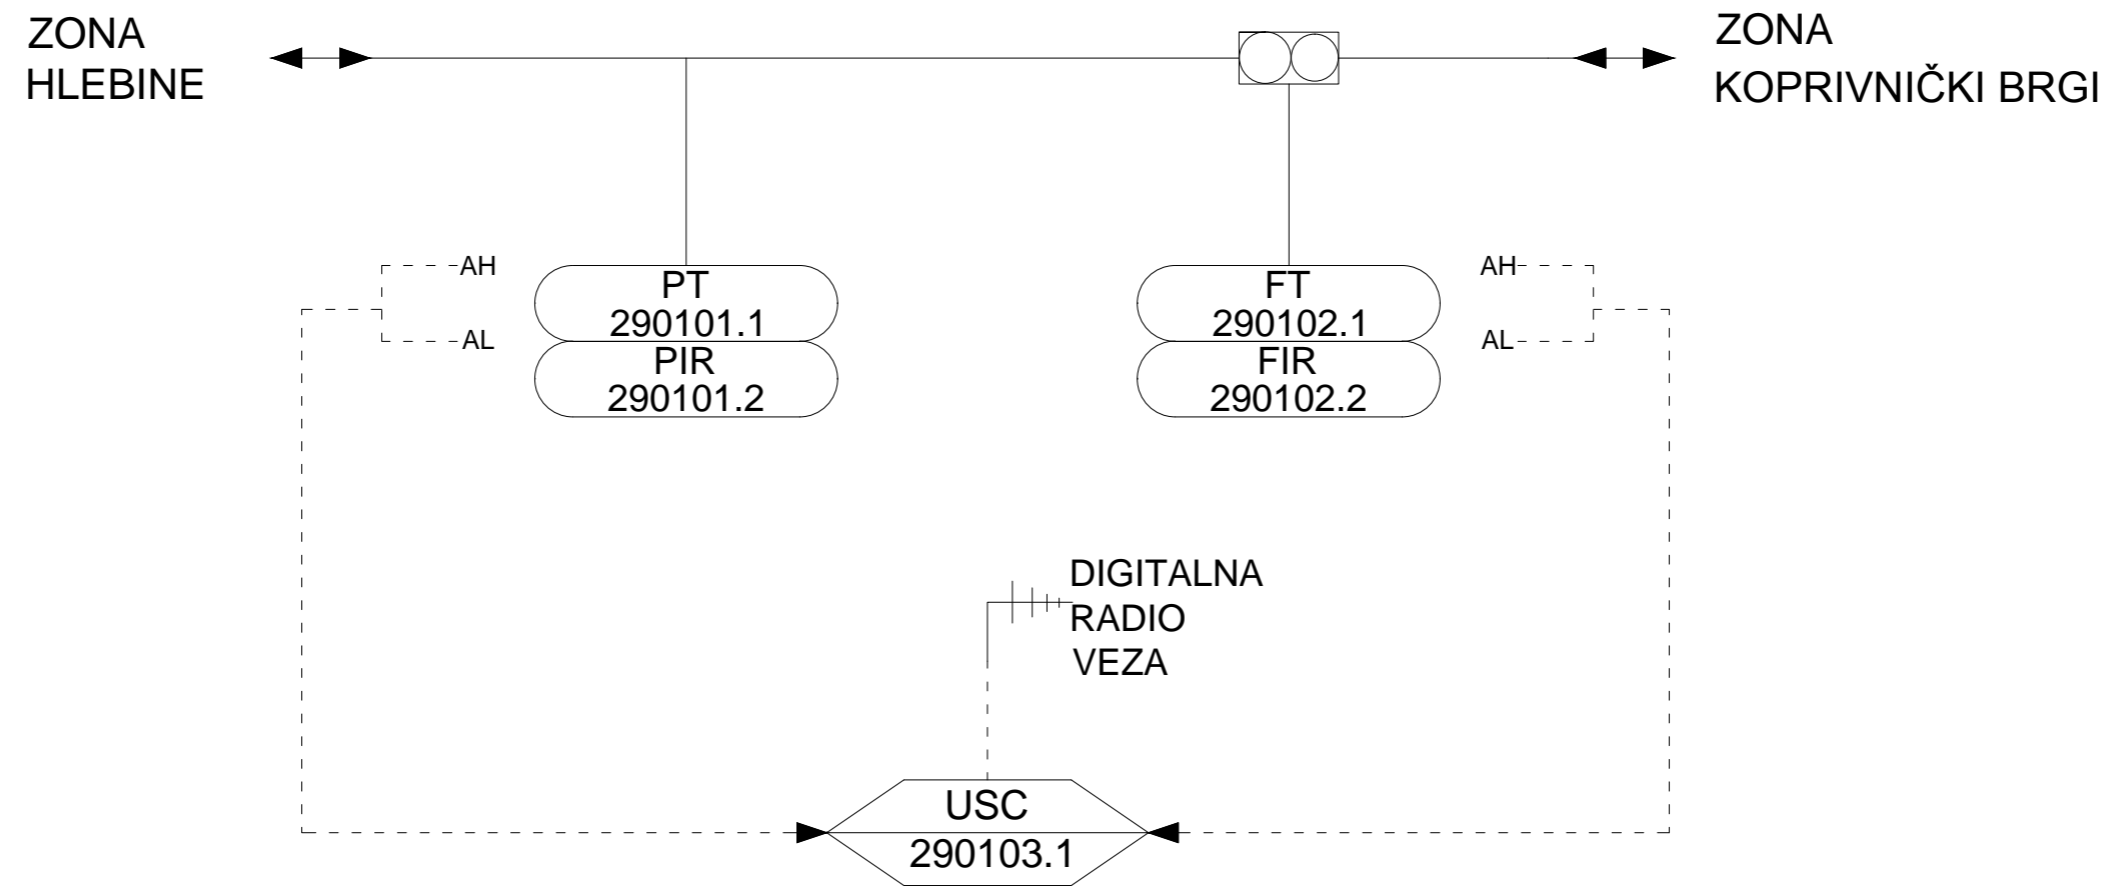 ZONA
HLEBINE
ZONA
KOPRIVNIČKI BRGI
AH
AL
PT
290101.1
PIR
290101.2
FT
290102.1
FIR
290102.2
AH
AL
DIGITALNA
RADIO
VEZA
USC
290103.1